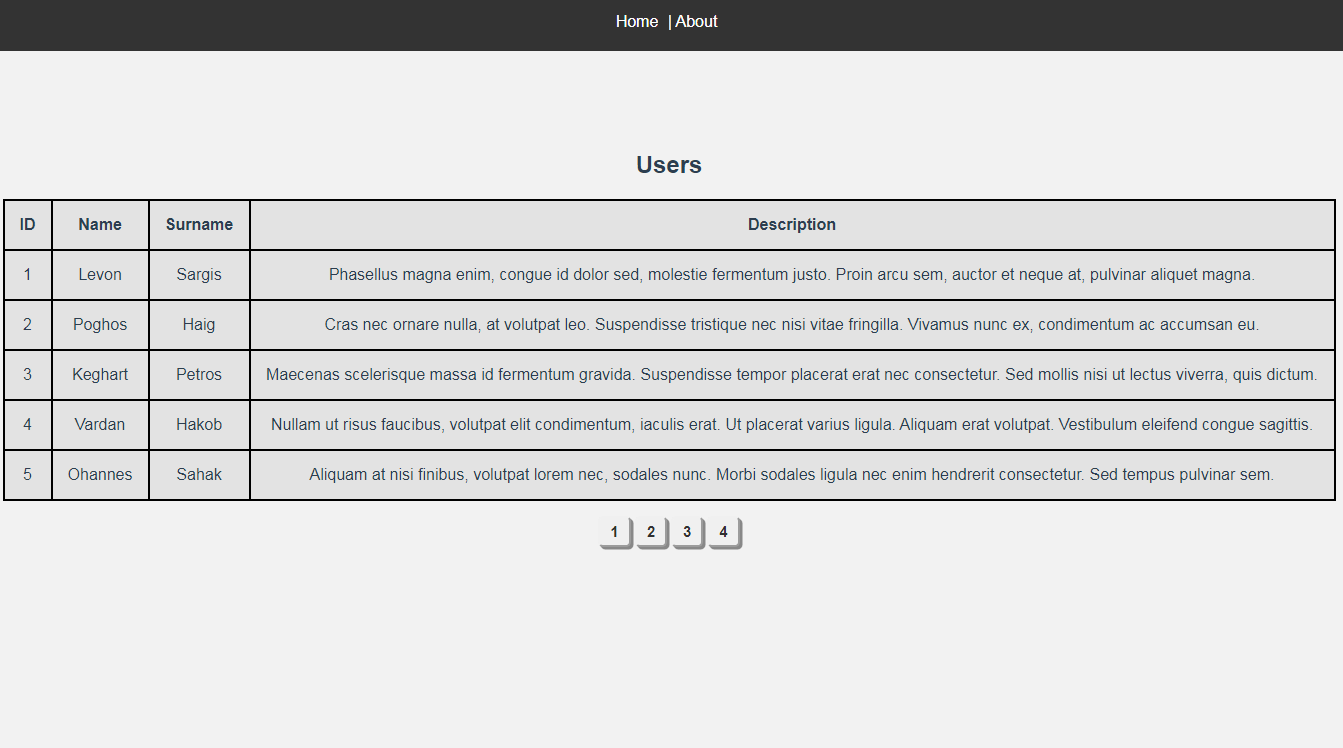 Home | About
Users
ID Name Surname Description
1 Levon Sargis Phasellus magna enim, congue id dolor sed, molestie fermentum justo. Proin arcu sem, auctor et neque at, pulvinar aliquet magna.
2 Poghos Haig Cras nec ornare nulla, at volutpat leo. Suspendisse tristique nec nisi vitae fringilla. Vivamus nunc ex, condimentum ac accumsan eu.
3 Keghart Petros Maecenas scelerisque massa id fermentum gravida. Suspendisse tempor placerat erat nec consectetur. Sed mollis nisi ut lectus viverra, quis dictum.
4 Vardan Hakob Nullam ut risus faucibus, volutpat elit condimentum, iaculis erat. Ut placerat varius ligula. Aliquam erat volutpat. Vestibulum eleifend congue sagittis.
5 Ohannes Sahak Aliquam at nisi finibus, volutpat lorem nec, sodales nunc. Morbi sodales ligula nec enim hendrerit consectetur. Sed tempus pulvinar sem.
1 2 3 4